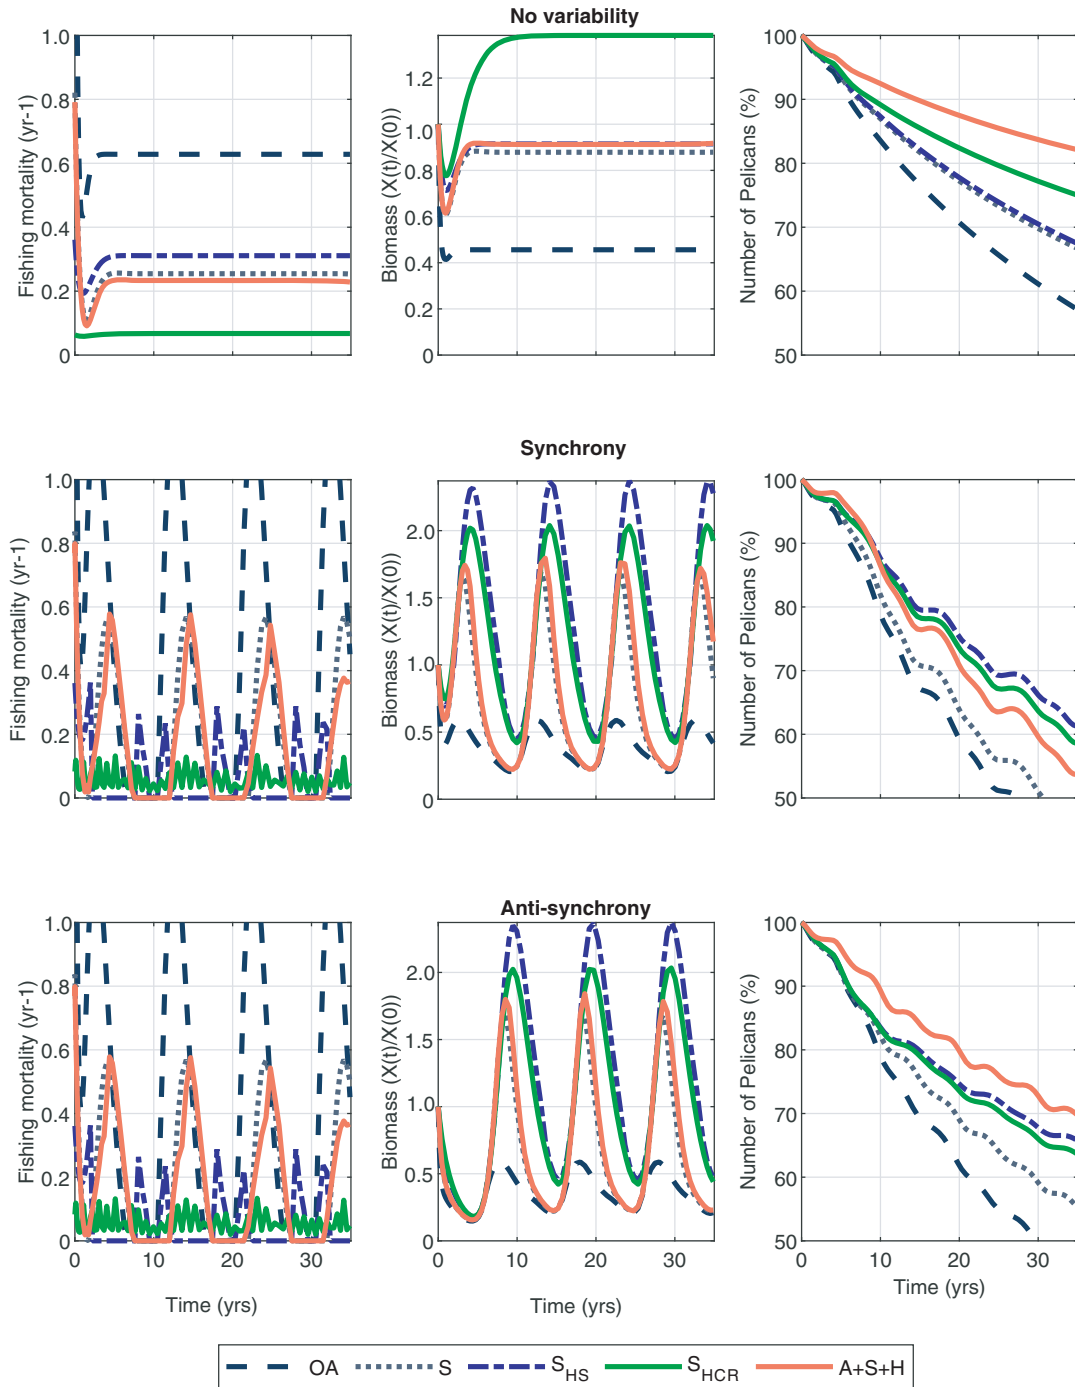 No variability
Fishing mortality (yr-1)
1.0
0.8
0.6
0.4
0.2
0
Biomass (X(t)/X(0))
1.2
1.0
0.8
0.6
0.4
0.2
0
Number of Pelicans (%)
100
90
80
70
60
50
Synchrony
Fishing mortality (yr-1)
1.0
0.8
0.6
0.4
0.2
0
Biomass (X(t)/X(0))
2.0
1.5
1.0
0.5
0
Number of Pelicans (%)
100
90
80
70
60
50
Anti-synchrony
Fishing mortality (yr-1)
1.0
0.8
0.6
0.4
0.2
0
0 10 20 30
Time (yrs)
Biomass (X(t)/X(0))
2.0
1.5
1.0
0.5
0
0 10 20 30
Time (yrs)
Number of Pelicans (%)
100
90
80
70
60
50
0 10 20 30
Time (yrs)
OA S S_HS S_HCR A+S+H